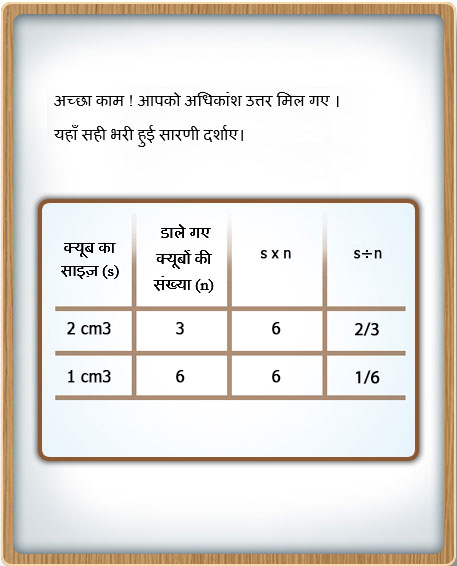 अच्छा काम ! आपको अधिकांश उत्तर मिल गए ।
यहाँ सही भरी हुई सारणी दर्शाए।
क्यूब का साइज़ (s) डाले गए क्यूबों की संख्या (n) s x n s÷n
2 cm3 3 6 2/3
1 cm3 6 6 1/6